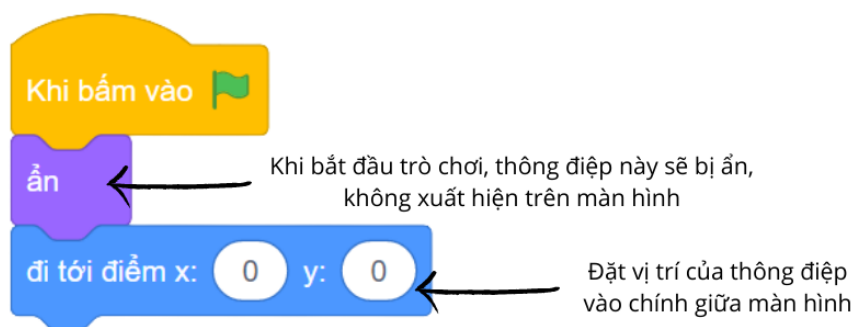 Khi bấm vào
ẩn
Khi bắt đầu trò chơi, thông điệp này sẽ bị ẩn,
không xuất hiện trên màn hình
đi tới điểm x: 0 y: 0
Đặt vị trí của thông điệp
vào chính giữa màn hình